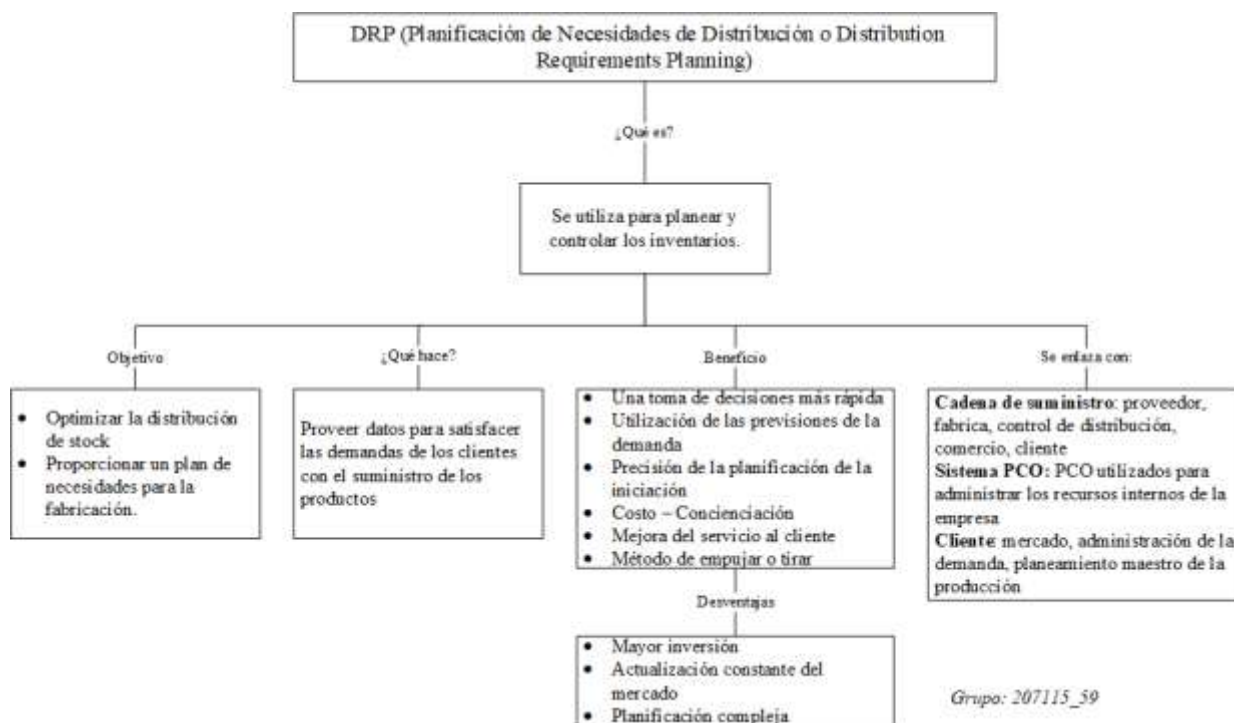 DRP (Planificación de Necesidades de Distribución o Distribution
Requirements Planning)
¿Qué es?
Se utiliza para planear y
controlar los inventarios.
Objetivo
• Optimizar la distribución
de stock
• Proporcionar un plan de
necesidades para la
fabricación.
¿Qué hace?
Proveer datos para satisfacer
las demandas de los clientes
con el suministro de los
productos
Beneficio
• Una toma de decisiones más rápida
• Utilización de las previsiones de la
demanda
• Precisión de la planificación de la
iniciación
• Costo – Concienciación
• Mejora del servicio al cliente
• Método de empujar o tirar
Desventajas
• Mayor inversión
• Actualización constante del
mercado
• Planificación compleja
Se enlaza con:
Cadena de suministro: proveedor,
fabrica, control de distribución,
comercio, cliente
Sistema PCO: PCO utilizados para
administrar los recursos internos de la
empresa
Cliente: mercado, administración de la
demanda, planeamiento maestro de la
producción
Grupo: 207115_59